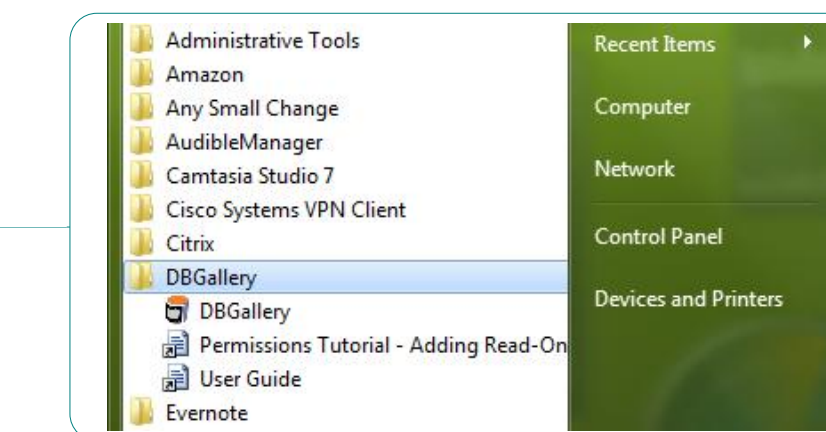 Administrative Tools
Amazon
Any Small Change
AudibleManager
Camtasia Studio 7
Cisco Systems VPN Client
Citrix
DBGallery
DBGallery
Permissions Tutorial - Adding Read-On
User Guide
Evernote
Recent Items
Computer
Network
Control Panel
Devices and Printers